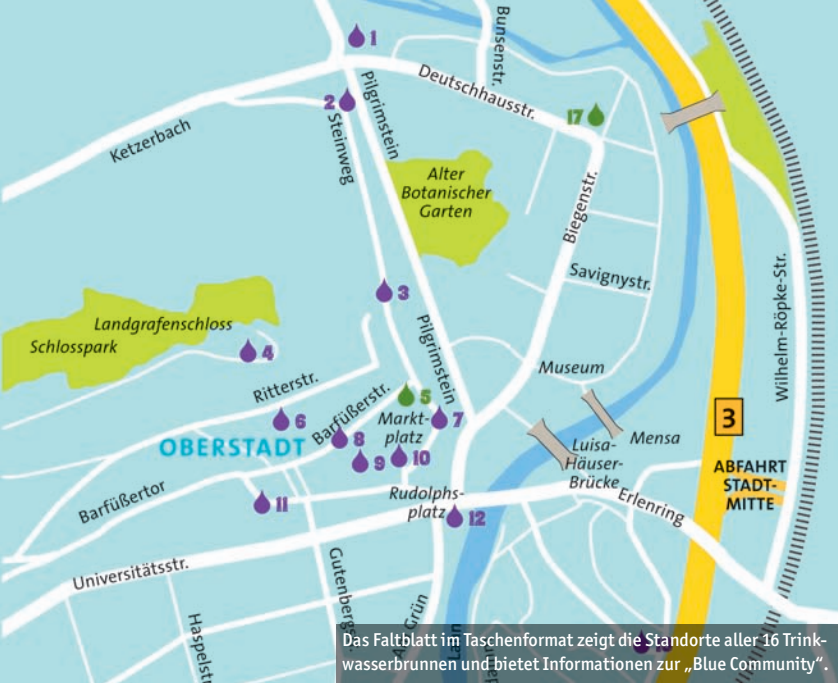 1
Bunsenstr.
Deutschhausstr.
2
Pilgrimstein
Steinweg
17
Ketzerbach
Alter
Botanischer
Garten
Biegenstr.
Savignystr.
Wilhelm-Röpke-Str.
3
Landgrafenschloss
Schlosspark
4
Pilgrimstein
Museum
Ritterstr.
Barfüßerstr.
5
6
Markt-
platz
7
3
OBERSTADT
8
9
10
Luisa-
Häuser-
Brücke
Mensa
ABFAHRT
STADT-
MITTE
Barfüßertor
11
Rudolphs-
platz
12
Erlenring
Universitätsstr.
Gutenbergs
Haspelstr
Grün
Das Faltblatt im Taschenformat zeigt die Standorte aller 16 Trink-
wasserbrunnen und bietet Informationen zur „Blue Community“.